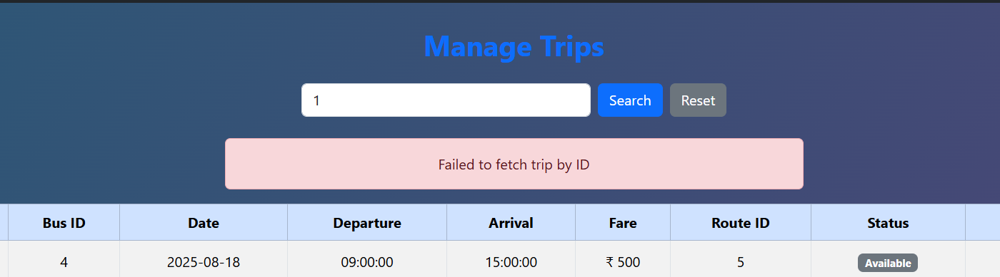 Manage Trips
1 Search Reset
Failed to fetch trip by ID
Bus ID Date Departure Arrival Fare Route ID Status
4 2025-08-18 09:00:00 15:00:00 ₹ 500 5 Available